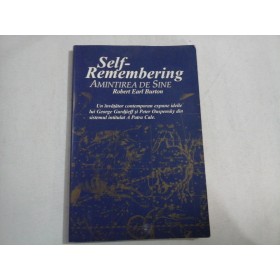 Self-
Remembering
AMINTIREA DE SINE
Robert Earl Burton
Un învăţător contemporan expune ideile
lui George Gurdjieff şi Peter Ouspensky din
sistemul intitulat A Patra Cale.